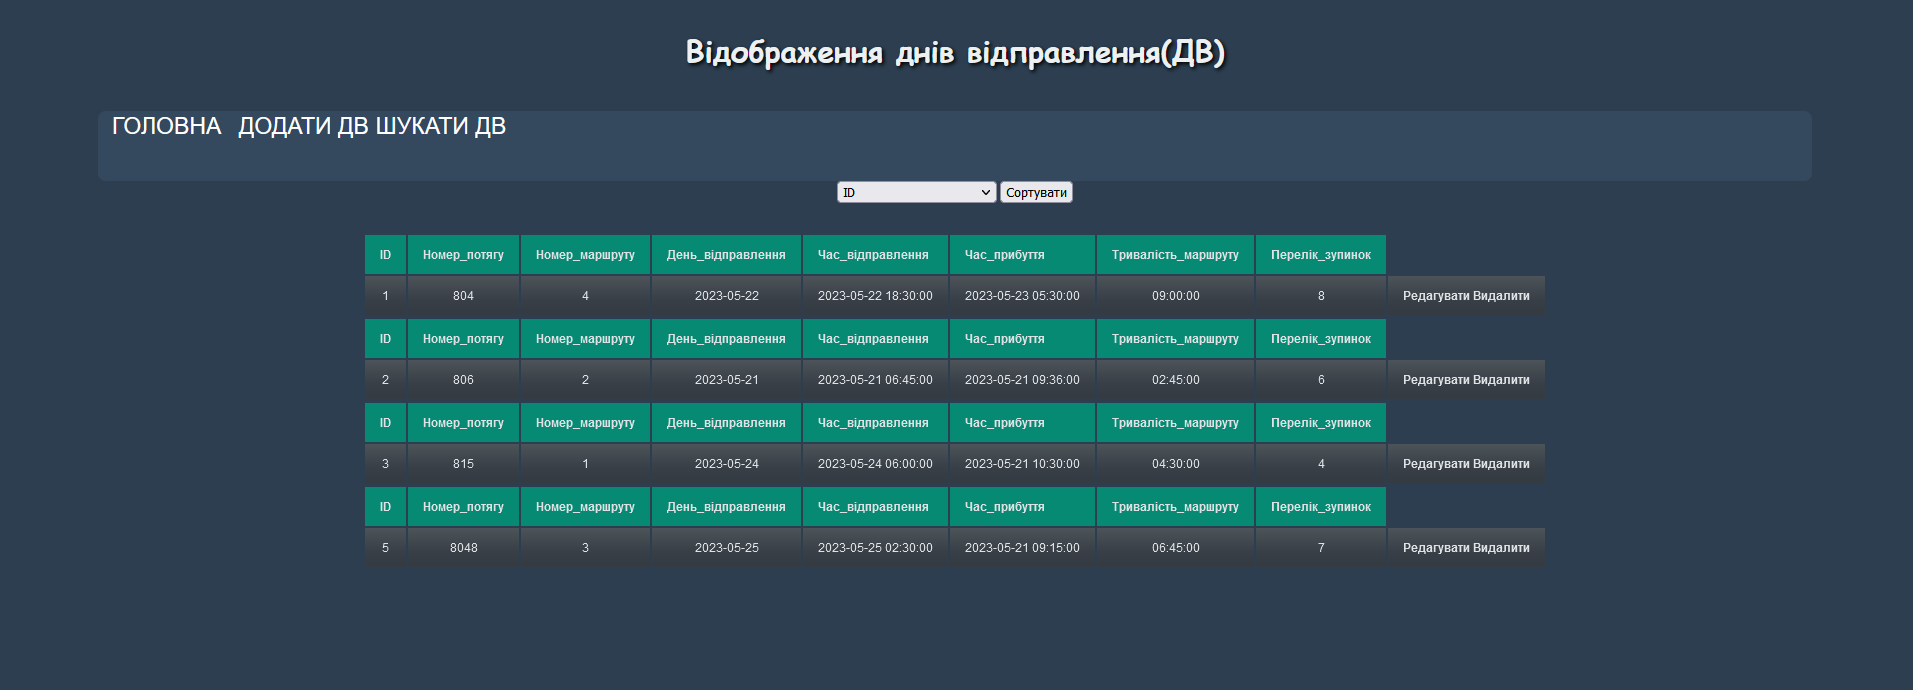 Відображення днів відправлення(ДВ)
ГОЛОВНА ДОДАТИ ДВ ШУКАТИ ДВ
ID Сортувати
ID Номер_потягу Номер_маршруту День_відправлення Час_відправлення Час_прибуття Тривалість_маршруту Перелік_зупинок
1 804 4 2023-05-22 2023-05-22 18:30:00 2023-05-23 05:30:00 09:00:00 8 Редагувати Видалити
ID Номер_потягу Номер_маршруту День_відправлення Час_відправлення Час_прибуття Тривалість_маршруту Перелік_зупинок
2 806 2 2023-05-21 2023-05-21 06:45:00 2023-05-21 09:36:00 02:45:00 6 Редагувати Видалити
ID Номер_потягу Номер_маршруту День_відправлення Час_відправлення Час_прибуття Тривалість_маршруту Перелік_зупинок
3 815 1 2023-05-24 2023-05-24 06:00:00 2023-05-21 10:30:00 04:30:00 4 Редагувати Видалити
ID Номер_потягу Номер_маршруту День_відправлення Час_відправлення Час_прибуття Тривалість_маршруту Перелік_зупинок
5 8048 3 2023-05-25 2023-05-25 02:30:00 2023-05-21 09:15:00 06:45:00 7 Редагувати Видалити